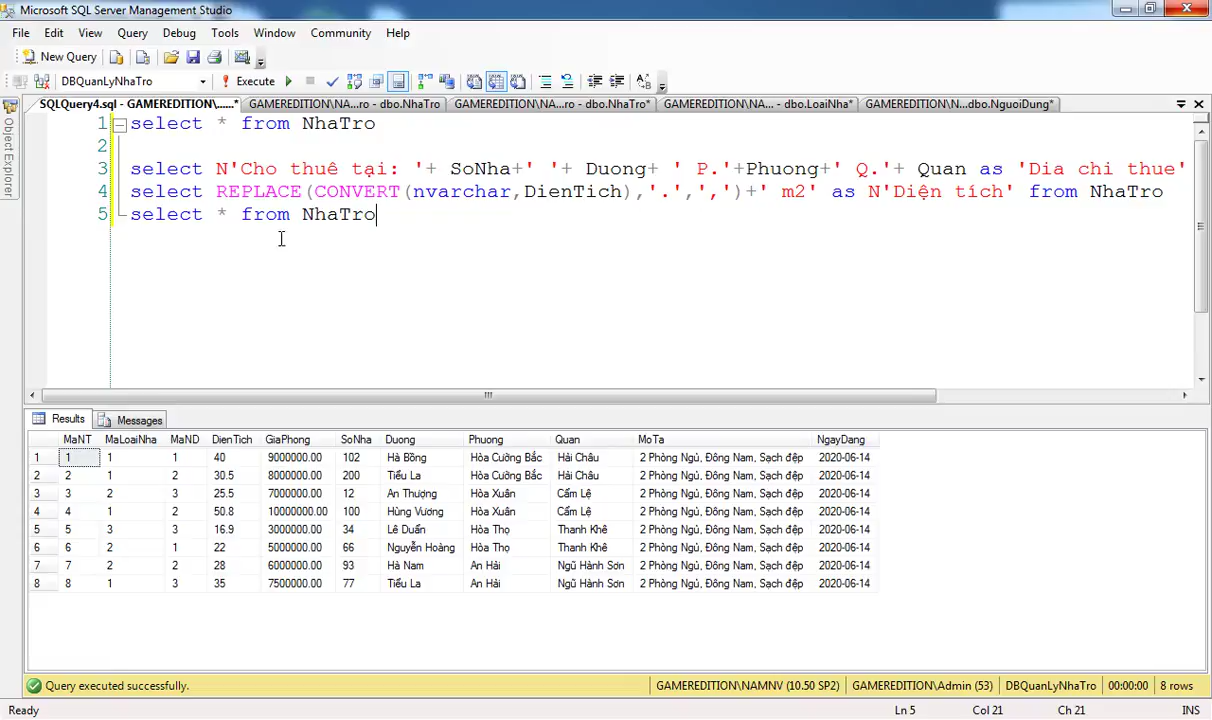 Microsoft SQL Server Management Studio
File Edit View Query Debug Tools Window Community Help
New Query
DBQuanLyNhaTro Execute
SQLQuery4.sql - GAMEREDITION\......* GAMEREDITION\NA...ro - dbo.NhaTro GAMEREDITION\NA...ro - dbo.NhaTro* GAMEREDITION\NA... - dbo.LoaiNha* GAMEREDITION\N...dbo.NguoiDung*
Object Explorer
1 select * from NhaTro
2
3 select N'Cho thuê tại: '+ SoNha+' '+ Duong+ ' P.'+Phuong+' Q.'+ Quan as 'Dia chi thue'
4 select REPLACE(CONVERT(nvarchar,DienTich),'.',',')+' m2' as N'Diện tích' from NhaTro
5 select * from NhaTro
Results Messages
MaNT MaLoaiNha MaND DienTich GiaPhong SoNha Duong Phuong Quan MoTa NgayDang
1 1 1 1 40 9000000.00 102 Hà Bồng Hòa Cường Bắc Hải Châu 2 Phòng Ngủ, Đông Nam, Sạch đẹp 2020-06-14
2 2 1 2 30.5 8000000.00 200 Tiểu La Hòa Cường Bắc Hải Châu 2 Phòng Ngủ, Đông Nam, Sạch đẹp 2020-06-14
3 3 2 3 25.5 7000000.00 12 An Thượng Hòa Xuân Cẩm Lệ 2 Phòng Ngủ, Đông Nam, Sạch đẹp 2020-06-14
4 4 1 2 50.8 10000000.00 100 Hùng Vương Hòa Xuân Cẩm Lệ 2 Phòng Ngủ, Đông Nam, Sạch đẹp 2020-06-14
5 5 3 3 16.9 3000000.00 34 Lê Duẩn Hòa Thọ Thanh Khê 2 Phòng Ngủ, Đông Nam, Sạch đẹp 2020-06-14
6 6 2 1 22 5000000.00 66 Nguyễn Hoàng Hòa Thọ Thanh Khê 2 Phòng Ngủ, Đông Nam, Sạch đẹp 2020-06-14
7 7 2 2 28 6000000.00 93 Hà Nam An Hải Ngũ Hành Sơn 2 Phòng Ngủ, Đông Nam, Sạch đẹp 2020-06-14
8 8 1 3 35 7500000.00 77 Tiểu La An Hải Ngũ Hành Sơn 2 Phòng Ngủ, Đông Nam, Sạch đẹp 2020-06-14
Query executed successfully. GAMEREDITION\NAMNV (10.50 SP2) GAMEREDITION\Admin (53) DBQuanLyNhaTro 00:00:00 8 rows
Ready Ln 5 Col 21 Ch 21 INS